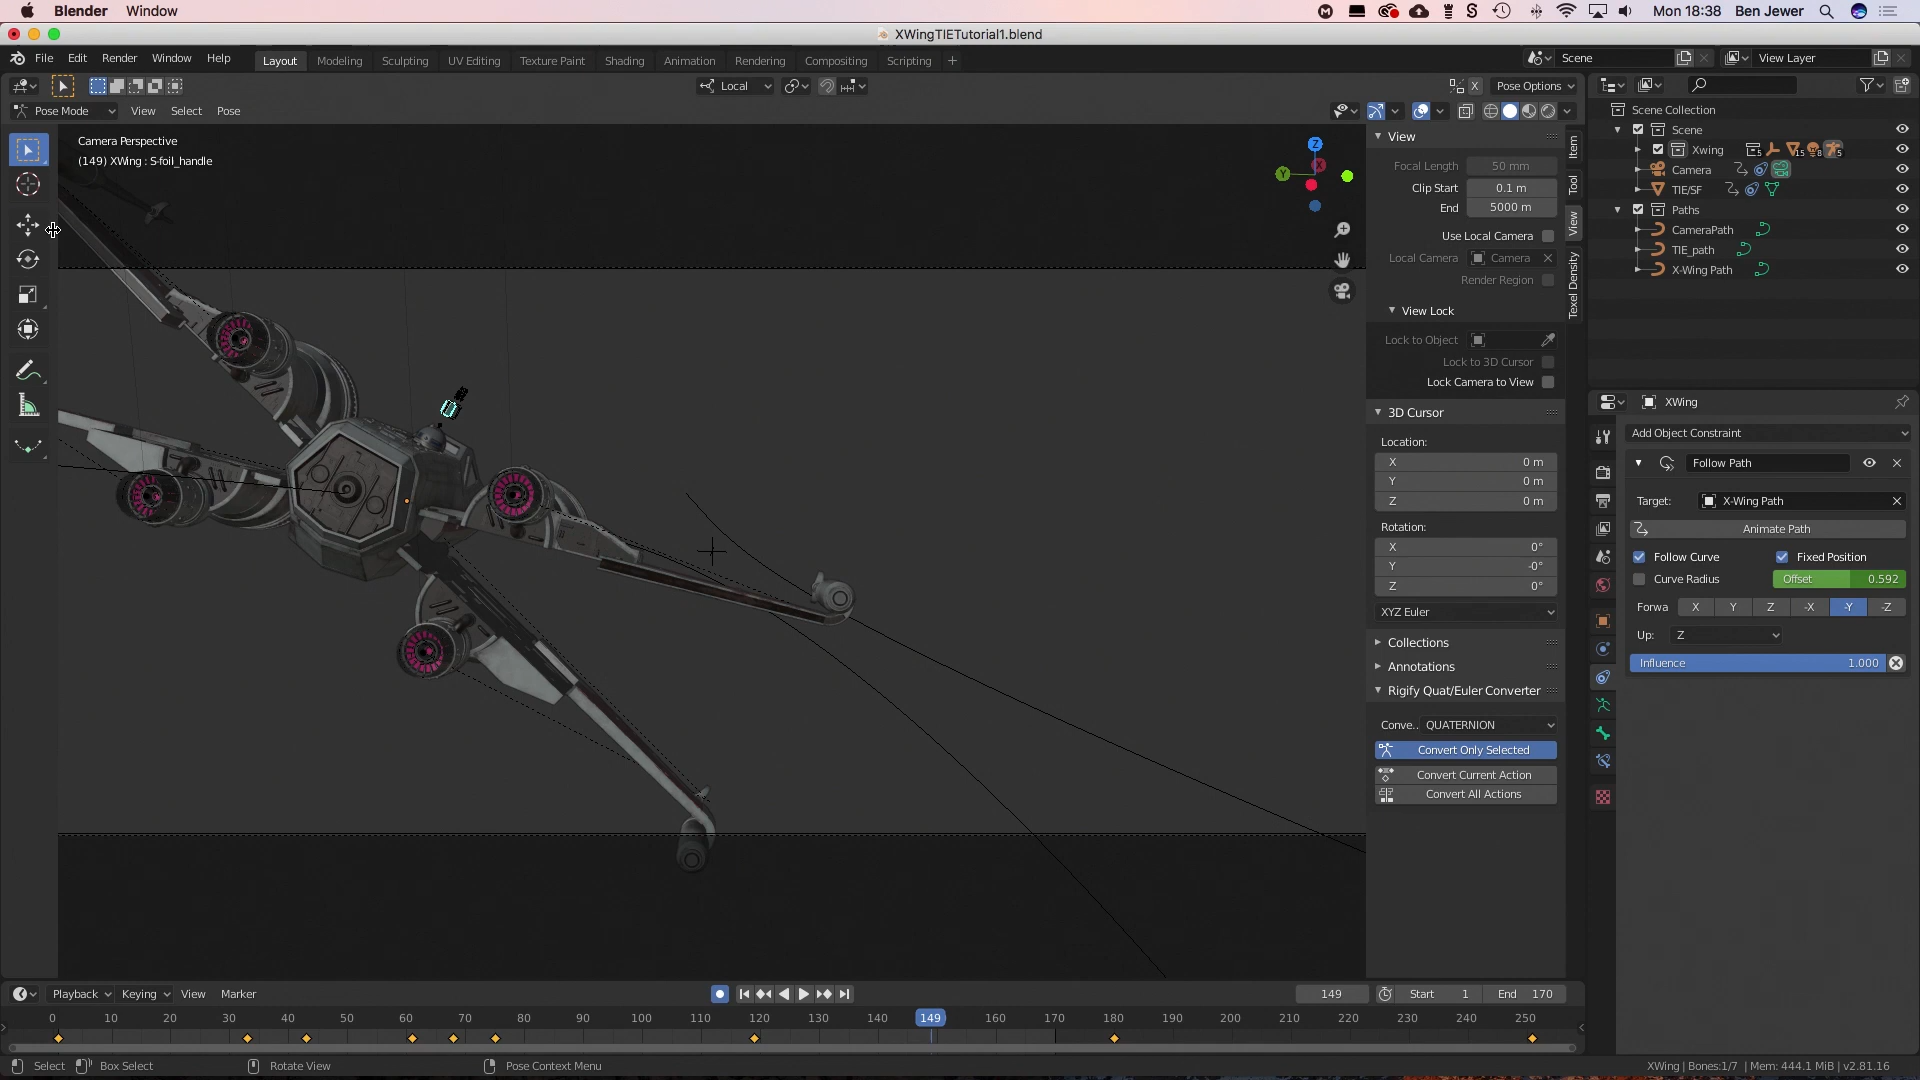 Blender Window Mon 18:38 Ben Jewer
XWingTIETutorial1.blend
File Edit Render Window Help Layout Modeling Sculpting UV Editing Texture Paint Shading Animation Rendering Compositing Scripting + Scene View Layer
Local X Pose Options
Pose Mode View Select Pose
Camera Perspective
(149) XWing : S-foil_handle
Z
Y
X
View
Focal Length 50 mm
Clip Start 0.1 m
End 5000 m
Use Local Camera
Local Camera Camera
Render Region
View Lock
Lock to Object
Lock to 3D Cursor
Lock Camera to View
3D Cursor
Location:
X 0 m
Y 0 m
Z 0 m
Rotation:
X 0°
Y -0°
Z 0°
XYZ Euler
Collections
Annotations
Rigify Quat/Euler Converter
Conve.. QUATERNION
Convert Only Selected
Convert Current Action
Convert All Actions
Item
Tool
View
Texel Density
Scene Collection
Scene
Xwing 5 15 8 5
Camera
TIE/SF
Paths
CameraPath
TIE_path
X-Wing Path
XWing
Add Object Constraint
Follow Path
Target: X-Wing Path
Animate Path
Follow Curve Fixed Position
Curve Radius Offset 0.592
Forwa X Y Z -X -Y -Z
Up: Z
Influence 1.000
Playback Keying View Marker 149 Start 1 End 170
0 10 20 30 40 50 60 70 80 90 100 110 120 130 140 149 160 170 180 190 200 210 220 230 240 250
Select Box Select Rotate View Pose Context Menu XWing | Bones:1/7 | Mem: 444.1 MiB | v2.81.16